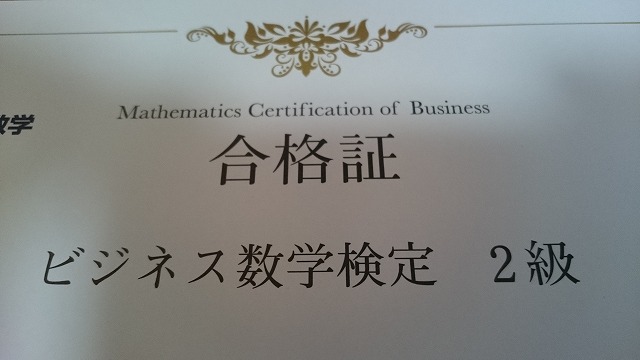 Mathematics Certification of Business
数学
合格証
ビジネス数学検定 2級